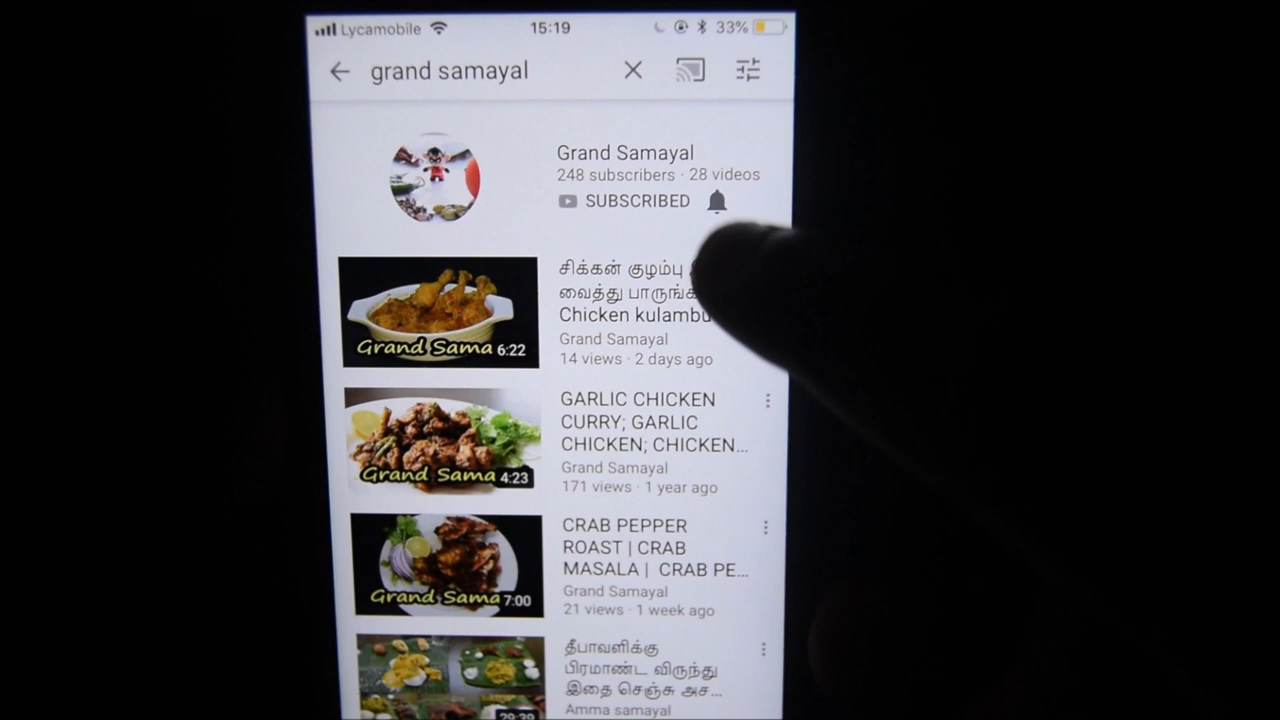 Lycamobile 15:19 33%
grand samayal
Grand Samayal
248 subscribers · 28 videos
SUBSCRIBED
சிக்கன் குழம்பு
வைத்து
Chicken kulambu
Grand Samayal
14 views · 2 days ago
Grand Sama 6:22
GARLIC CHICKEN
CURRY; GARLIC
CHICKEN; CHICKEN...
Grand Samayal
171 views · 1 year ago
Grand Sama 4:23
CRAB PEPPER
ROAST | CRAB
MASALA | CRAB PE...
Grand Samayal
21 views · 1 week ago
Grand Sama 7:00
தீபாவளிக்கு
பிரமாண்ட விருந்து
இதை செஞ்சு அச...
Amma samayal
29:39